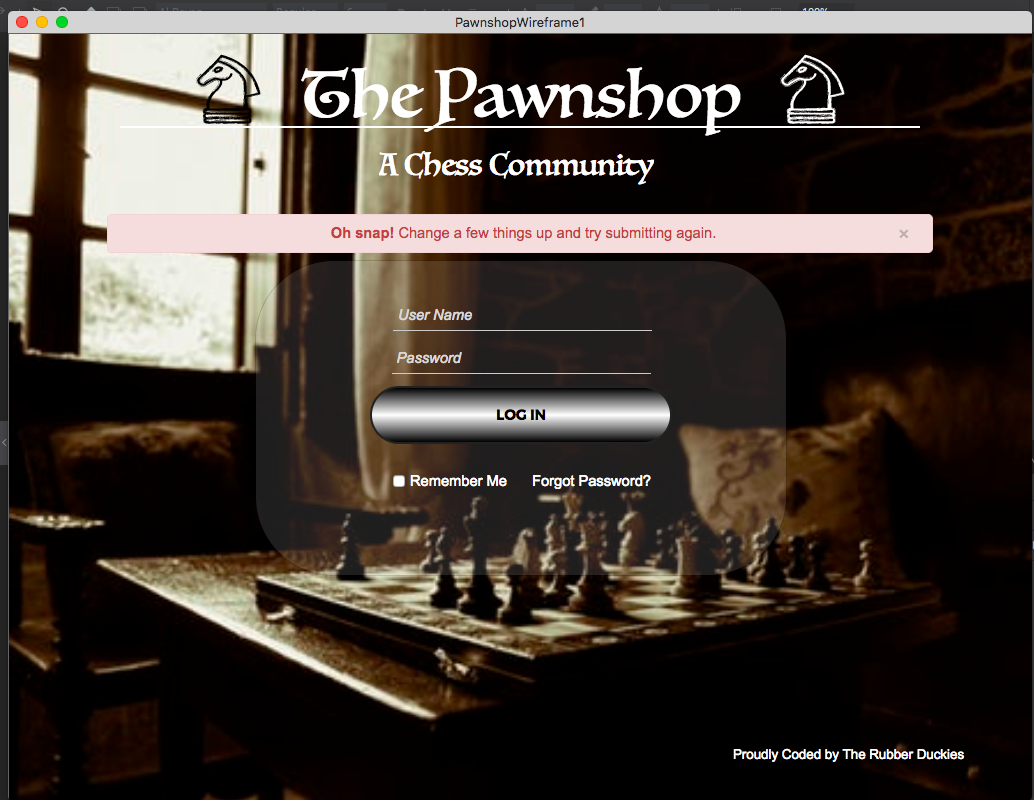 PawnshopWireframe1
The Pawnshop
A Chess Community
Oh snap! Change a few things up and try submitting again. ×
User Name
Password
LOG IN
Remember Me Forgot Password?
Proudly Coded by The Rubber Duckies